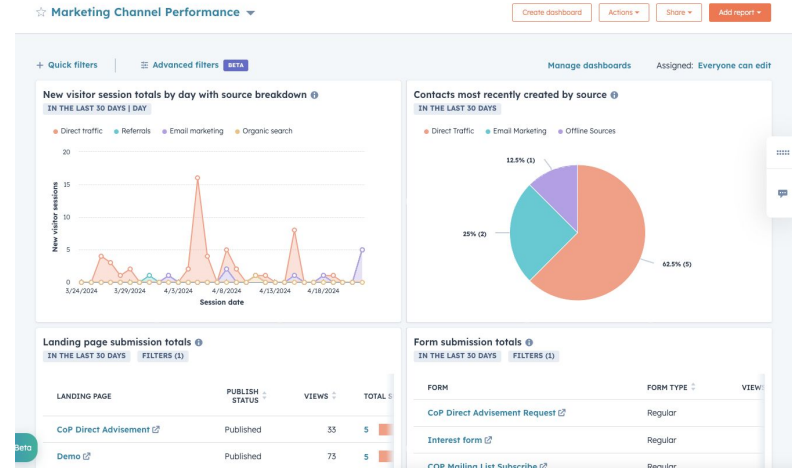 Marketing Channel Performance
Create dashboard
Actions
Share
Add report
+ Quick filters
Advanced filters BETA
Manage dashboards
Assigned: Everyone can edit
New visitor session totals by day with source breakdown
IN THE LAST 30 DAYS | DAY
Direct traffic Referrals Email marketing Organic search
20
15
10
5
0
New visitor sessions
3/24/2024 3/29/2024 4/3/2024 4/8/2024 4/13/2024 4/18/2024
Session date
Contacts most recently created by source
IN THE LAST 30 DAYS
Direct Traffic Email Marketing Offline Sources
12.5% (1)
25% (2)
62.5% (5)
Landing page submission totals
IN THE LAST 30 DAYS FILTERS (1)
LANDING PAGE PUBLISH STATUS VIEWS TOTAL S
CoP Direct Advisement Published 33 5
Demo Published 73 5
Form submission totals
IN THE LAST 30 DAYS FILTERS (1)
FORM FORM TYPE VIEW
CoP Direct Advisement Request Regular
Interest form Regular
COP Mailing List Subscribe Regular
Beta